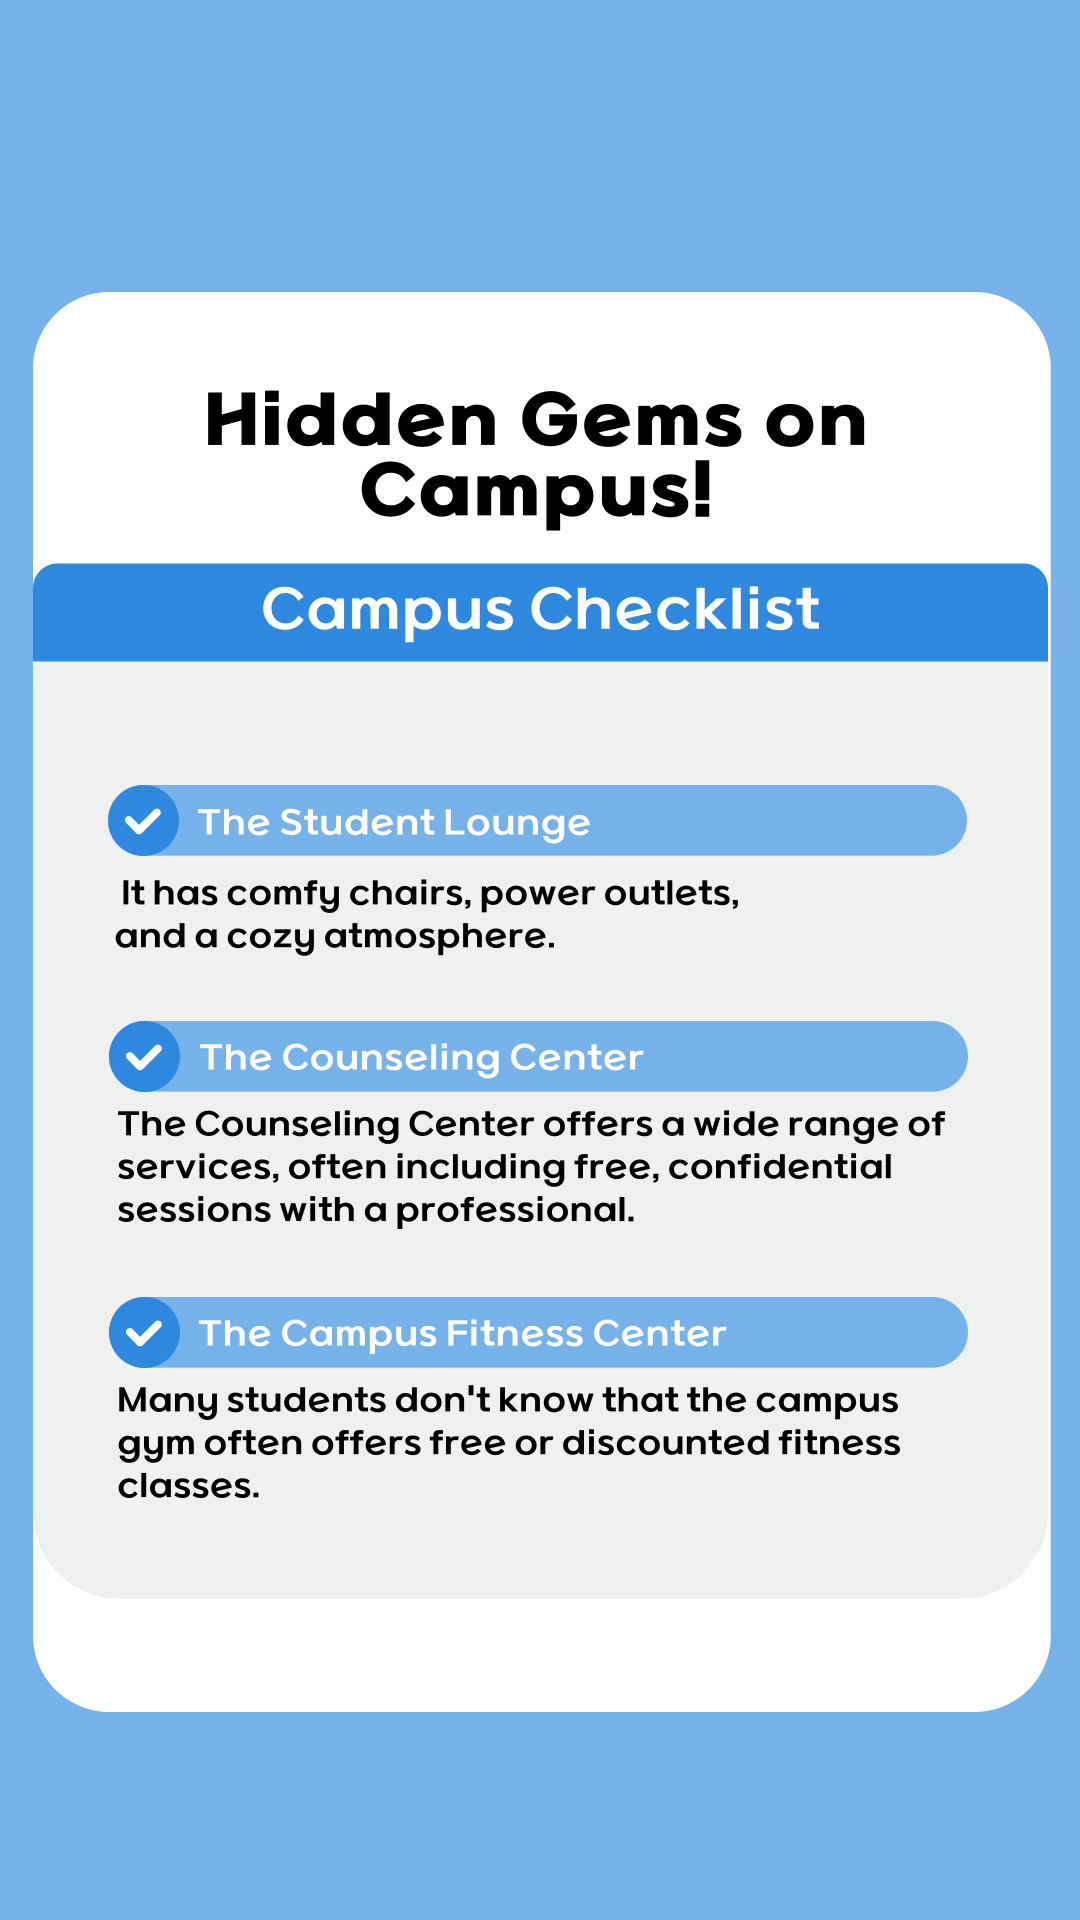 Hidden Gems on
Campus!
Campus Checklist
The Student Lounge
It has comfy chairs, power outlets,
and a cozy atmosphere.
The Counseling Center
The Counseling Center offers a wide range of
services, often including free, confidential
sessions with a professional.
The Campus Fitness Center
Many students don't know that the campus
gym often offers free or discounted fitness
classes.